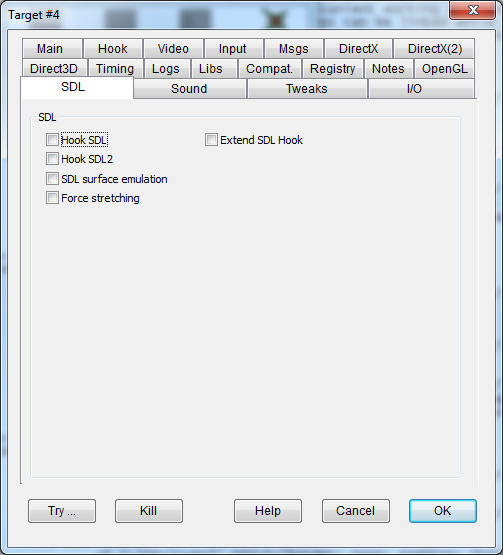 Target #4
Main Hook Video Input Msgs DirectX DirectX(2)
Direct3D Timing Logs Libs Compat. Registry Notes OpenGL
SDL Sound Tweaks I/O
SDL
Hook SDL Extend SDL Hook
Hook SDL2
SDL surface emulation
Force stretching
Try ... Kill Help Cancel OK